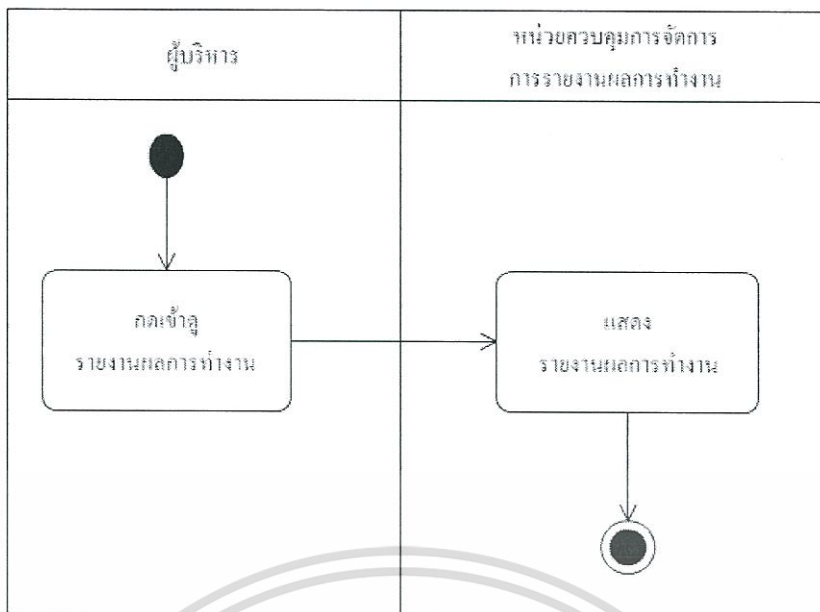 ผู้บริหาร
หน่วยควบคุมการจัดการ
การรายงานผลการทำงาน
กดเข้าดู
รายงานผลการทำงาน
แสดง
รายงานผลการทำงาน